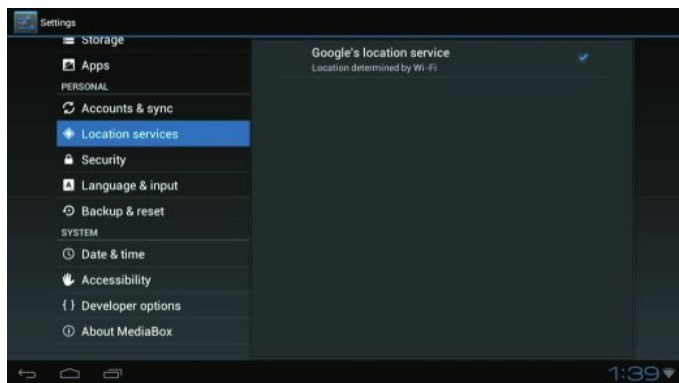 Settings
Storage
Apps
PERSONAL
Accounts & sync
Location services
Security
A Language & input
Backup & reset
SYSTEM
Date & time
Accessibility
{ } Developer options
About MediaBox
Google's location service
Location determined by Wi-Fi
1:39